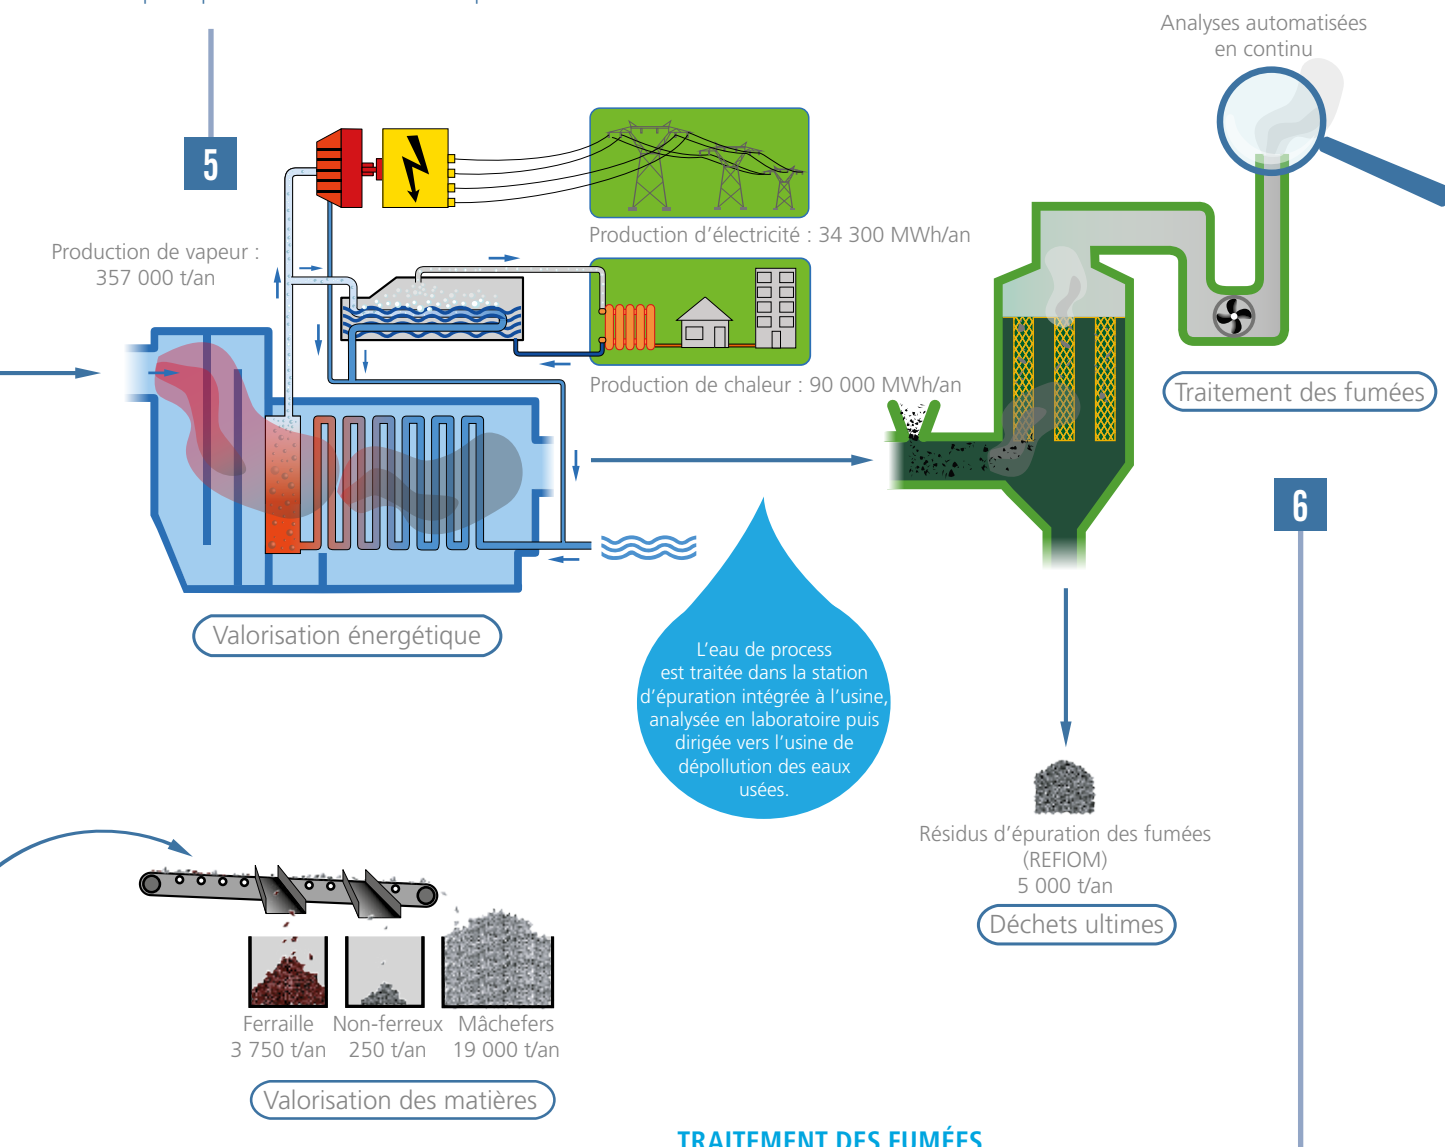 Analyses automatisées
en continu
5
Production d'électricité : 34 300 MWh/an
Production de vapeur :
357 000 t/an
Production de chaleur : 90 000 MWh/an
Traitement des fumées
6
Valorisation énergétique
L'eau de process
est traitée dans la station
d'épuration intégrée à l'usine,
analysée en laboratoire puis
dirigée vers l'usine de
dépollution des eaux
usées.
Résidus d'épuration des fumées
(REFIOM)
5 000 t/an
Déchets ultimes
Ferraille
3 750 t/an
Non-ferreux
250 t/an
Mâchefers
19 000 t/an
Valorisation des matières
TRAITEMENT DES FUMÉES